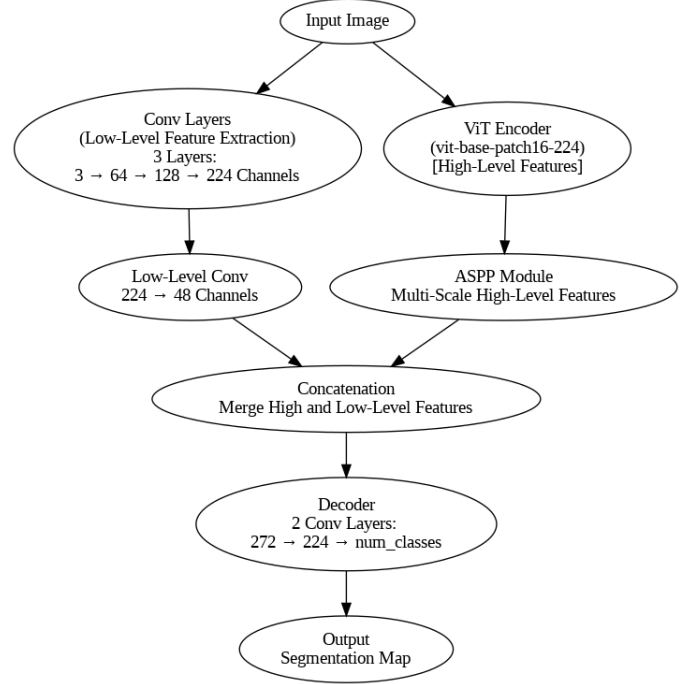 Input Image
Conv Layers
(Low-Level Feature Extraction)
3 Layers:
3 → 64 → 128 → 224 Channels
ViT Encoder
(vit-base-patch16-224)
[High-Level Features]
Low-Level Conv
224 → 48 Channels
ASPP Module
Multi-Scale High-Level Features
Concatenation
Merge High and Low-Level Features
Decoder
2 Conv Layers:
272 → 224 → num_classes
Output
Segmentation Map